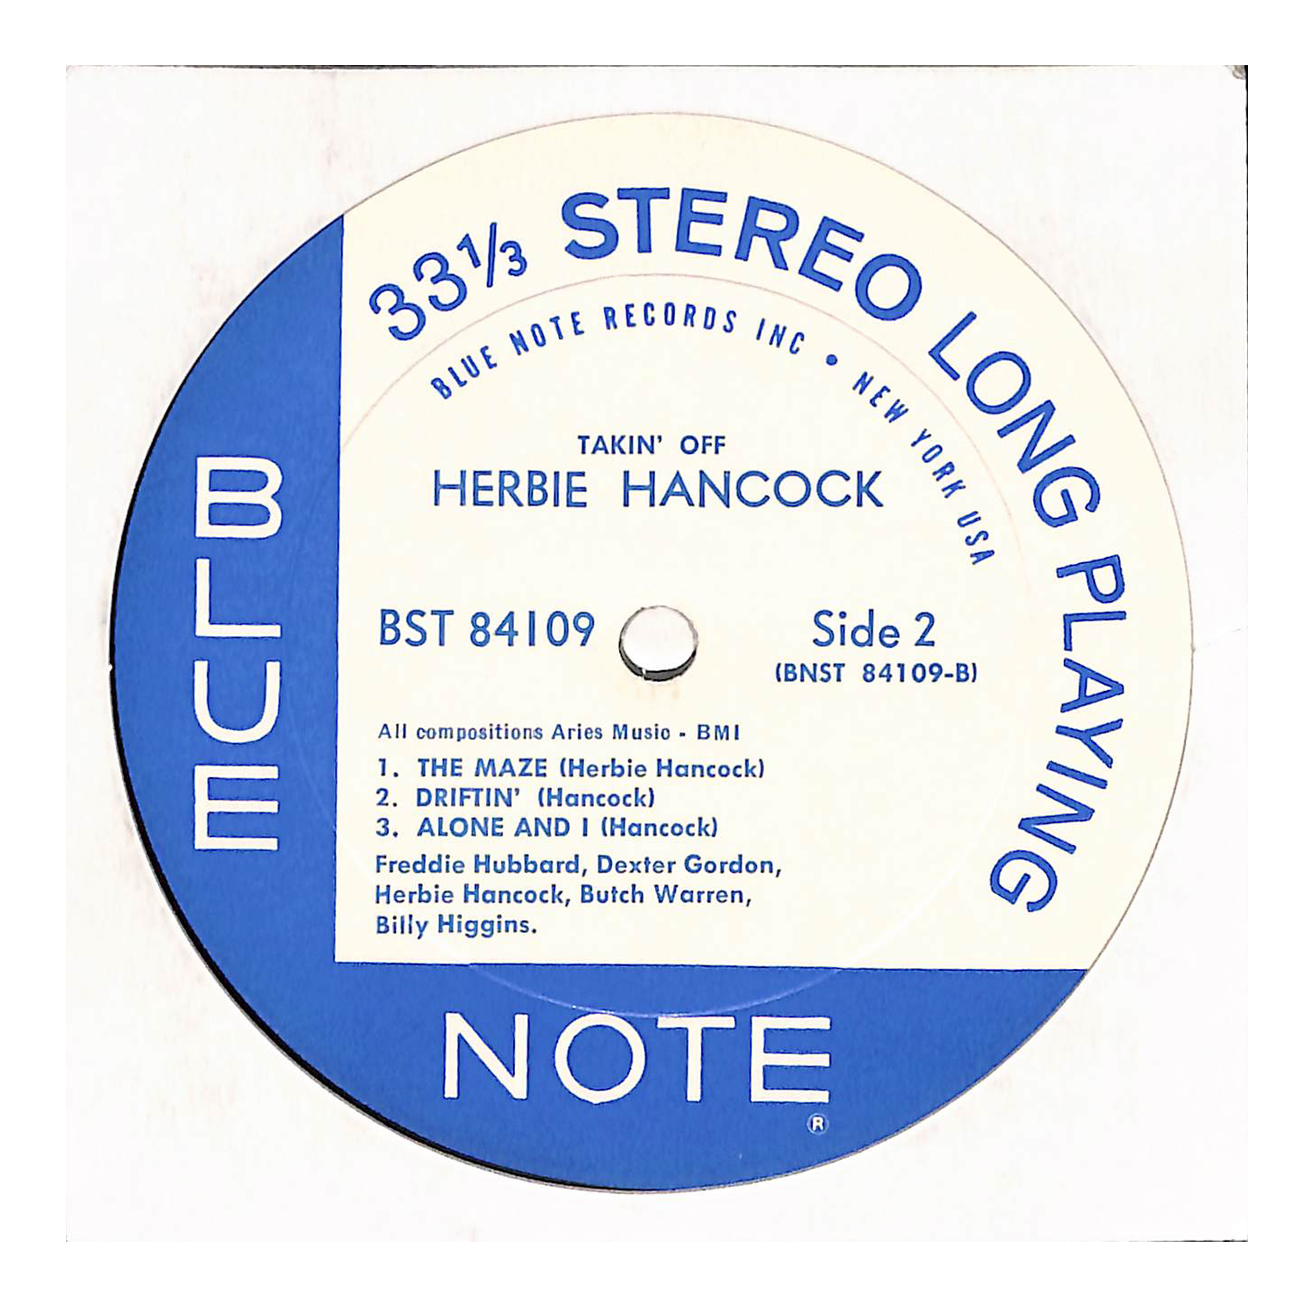 33⅓ STEREO LONG PLAYING
BLUE NOTE RECORDS INC • NEW YORK USA
TAKIN' OFF
HERBIE HANCOCK
BST 84109
Side 2
(BNST 84109-B)
All compositions Aries Music - BMI
1. THE MAZE (Herbie Hancock)
2. DRIFTIN' (Hancock)
3. ALONE AND I (Hancock)
Freddie Hubbard, Dexter Gordon,
Herbie Hancock, Butch Warren,
Billy Higgins.
BLUE
NOTE
®